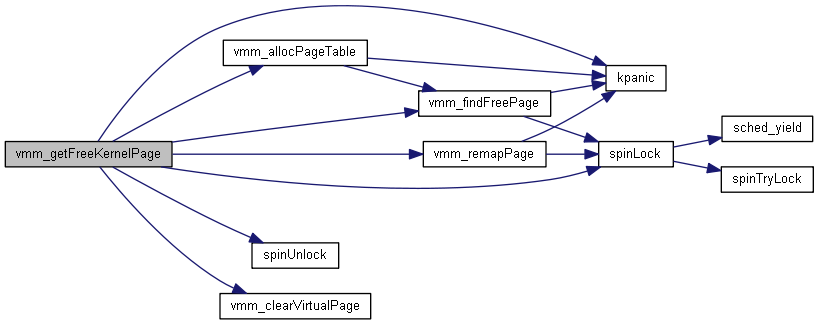 vmm_getFreeKernelPage
vmm_allocPageTable
vmm_findFreePage
vmm_remapPage
kpanic
spinLock
sched_yield
spinTryLock
spinUnlock
vmm_clearVirtualPage